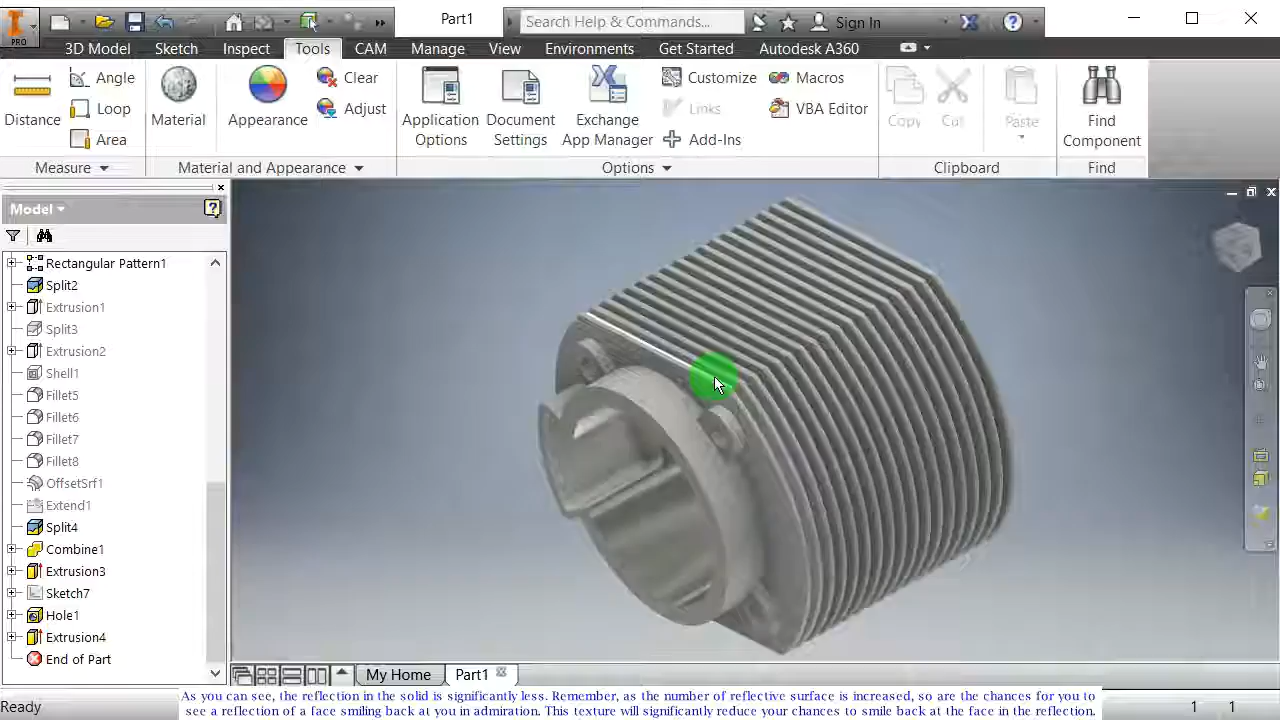 PRO
Part1
Search Help & Commands...
Sign In
3D Model
Sketch
Inspect
Tools
CAM
Manage
View
Environments
Get Started
Autodesk A360
Distance
Angle
Loop
Area
Measure
Material
Appearance
Clear
Adjust
Material and Appearance
Application Options
Document Settings
Exchange App Manager
Customize
Links
Add-Ins
Macros
VBA Editor
Options
Copy
Cut
Paste
Clipboard
Find Component
Find
Model
Rectangular Pattern1
Split2
Extrusion1
Split3
Extrusion2
Shell1
Fillet5
Fillet6
Fillet7
Fillet8
OffsetSrf1
Extend1
Split4
Combine1
Extrusion3
Sketch7
Hole1
Extrusion4
End of Part
My Home
Part1
Ready
As you can see, the reflection in the solid is significantly less. Remember, as the number of reflective surface is increased, so are the chances for you to
see a reflection of a face smiling back at you in admiration. This texture will significantly reduce your chances to smile back at the face in the reflection.
1 1